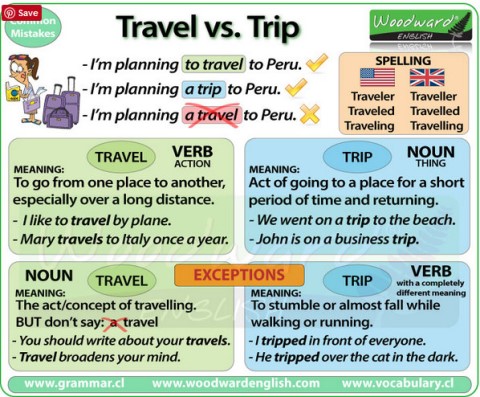 Save
Common
Mistakes
Travel vs. Trip
Woodward®
ENGLISH
- I'm planning to travel to Peru.
- I'm planning a trip to Peru.
- I'm planning a travel to Peru.
SPELLING
Traveler Traveller
Traveled Travelled
Traveling Travelling
TRAVEL VERB
ACTION
MEANING:
To go from one place to another,
especially over a long distance.
- I like to travel by plane.
- Mary travels to Italy once a year.
TRIP NOUN
THING
MEANING:
Act of going to a place for a short
period of time and returning.
- We went on a trip to the beach.
- John is on a business trip.
EXCEPTIONS
NOUN TRAVEL
MEANING:
The act/concept of travelling.
BUT don't say: a travel
- You should write about your travels.
- Travel broadens your mind.
TRIP VERB
with a completely
different meaning
MEANING:
To stumble or almost fall while
walking or running.
- I tripped in front of everyone.
- He tripped over the cat in the dark.
www.grammar.cl www.woodwardenglish.com www.vocabulary.cl